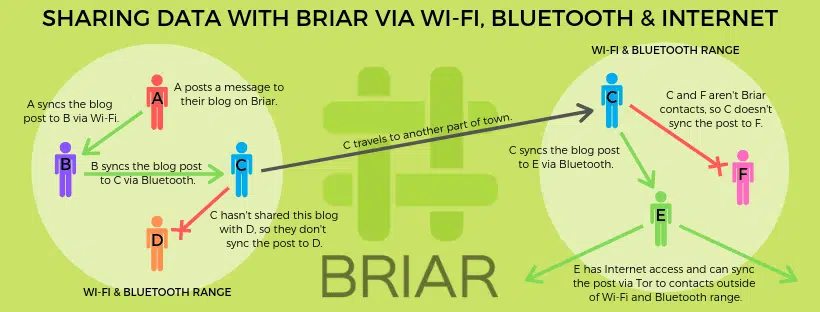 SHARING DATA WITH BRIAR VIA WI-FI, BLUETOOTH & INTERNET
WI-FI & BLUETOOTH RANGE
A posts a message to
their blog on Briar.
A
A syncs the blog
post to B via Wi-Fi.
B
B syncs the blog post
to C via Bluetooth.
C
C hasn't shared this blog
with D, so they don't
sync the post to D.
D
WI-FI & BLUETOOTH RANGE
C travels to another part of town.
BRIAR
C
C and F aren't Briar
contacts, so C doesn't
sync the post to F.
F
C syncs the blog post
to E via Bluetooth.
E
E has Internet access and can sync
the post via Tor to contacts outside
of Wi-Fi and Bluetooth range.